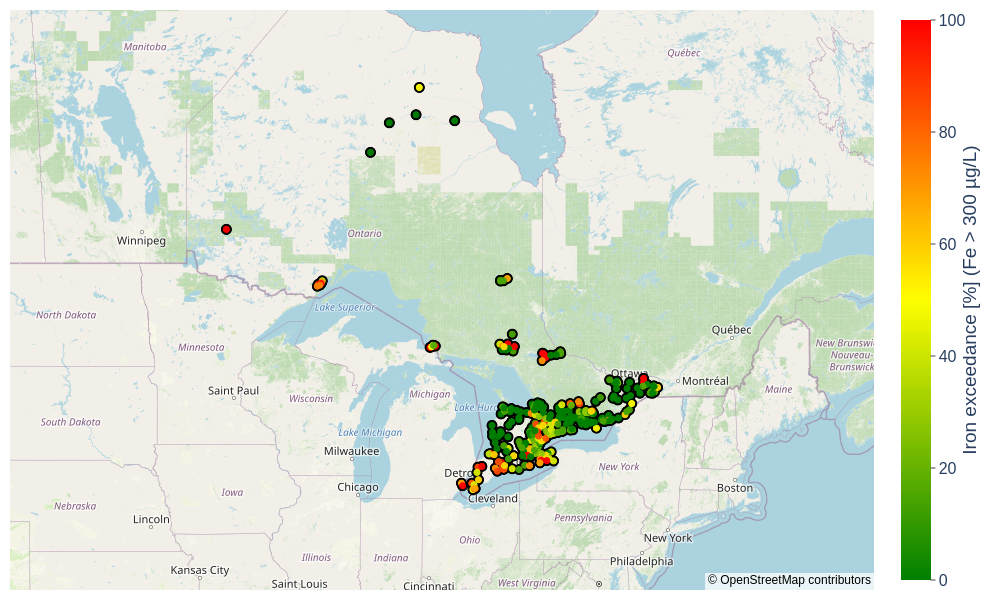 Manitoba
Québec
Winnipeg
Ontario
North Dakota
Lake Superior
Québec
Minnesota
New Brunswi
Nouveau-
Brunswick
Ottawa
Montréal
Saint Paul
Wisconsin
Michigan
Maine
Lake Huro
South Dakota
Lake Michigan
Milwaukee
Detro
New York
Chicago
Cleveland
Boston
Nebraska
Iowa
Lincoln
Pennsylvania
Ohio
New York
Illinois
Indiana
Philadelphia
Kansas City
Saint Louis
Cincinnati
West Virginia
© OpenStreetMap contributors
100
80
60
40
20
0
Iron exceedance [%] (Fe > 300 µg/L)